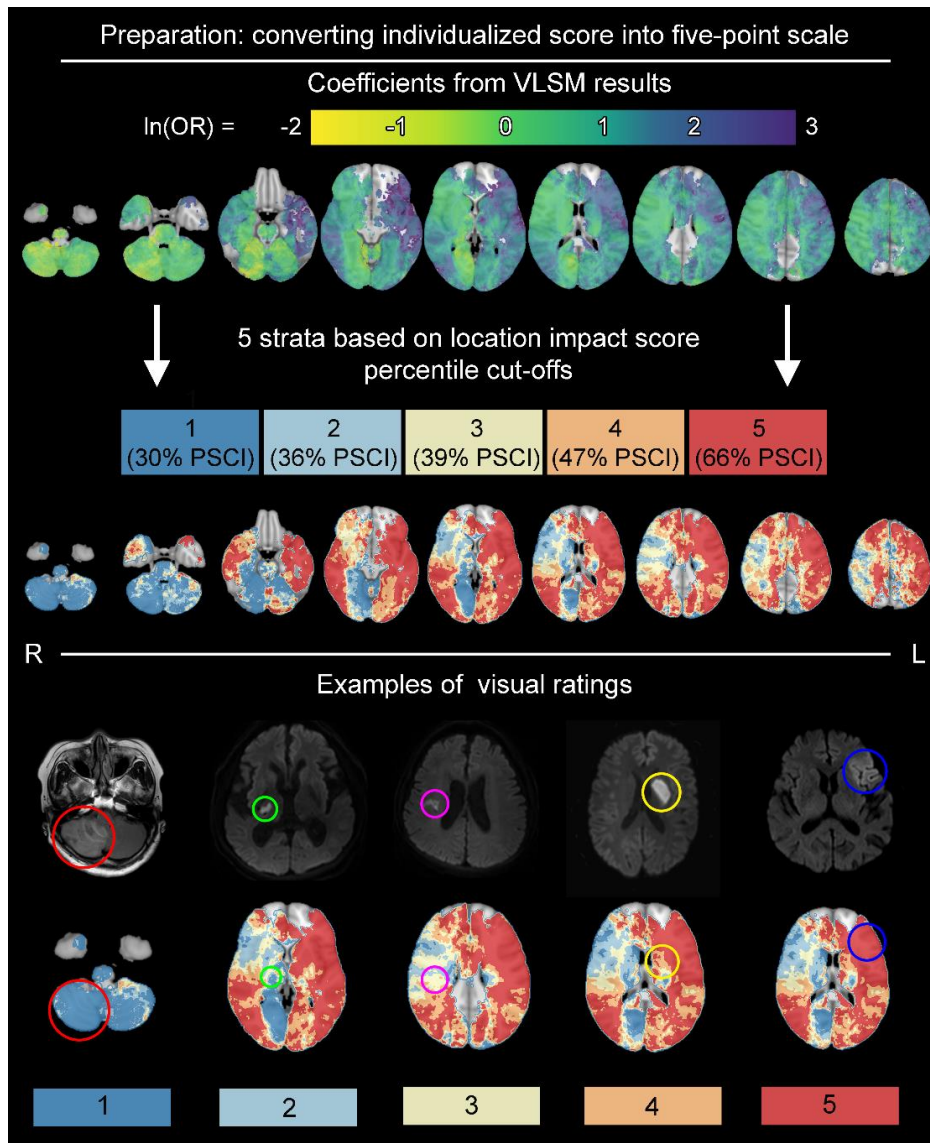 Preparation: converting individualized score into five-point scale
Coefficients from VLSM results
ln(OR) = -2 -1 0 1 2 3
5 strata based on location impact score
percentile cut-offs
1 2 3 4 5
(30% PSCI) (36% PSCI) (39% PSCI) (47% PSCI) (66% PSCI)
R L
Examples of visual ratings
1 2 3 4 5